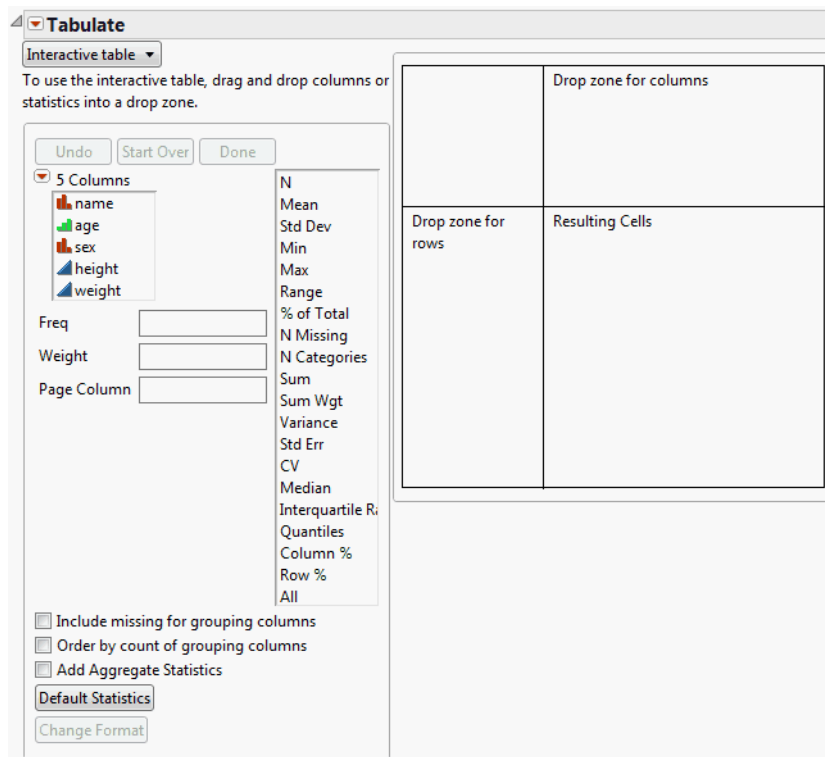 Tabulate
Interactive table
To use the interactive table, drag and drop columns or
statistics into a drop zone.
Undo
Start Over
Done
5 Columns
name
age
sex
height
weight
Freq
Weight
Page Column
N
Mean
Std Dev
Min
Max
Range
% of Total
N Missing
N Categories
Sum
Sum Wgt
Variance
Std Err
CV
Median
Interquartile Ra
Quantiles
Column %
Row %
All
Include missing for grouping columns
Order by count of grouping columns
Add Aggregate Statistics
Default Statistics
Change Format
Drop zone for columns
Drop zone for
rows
Resulting Cells